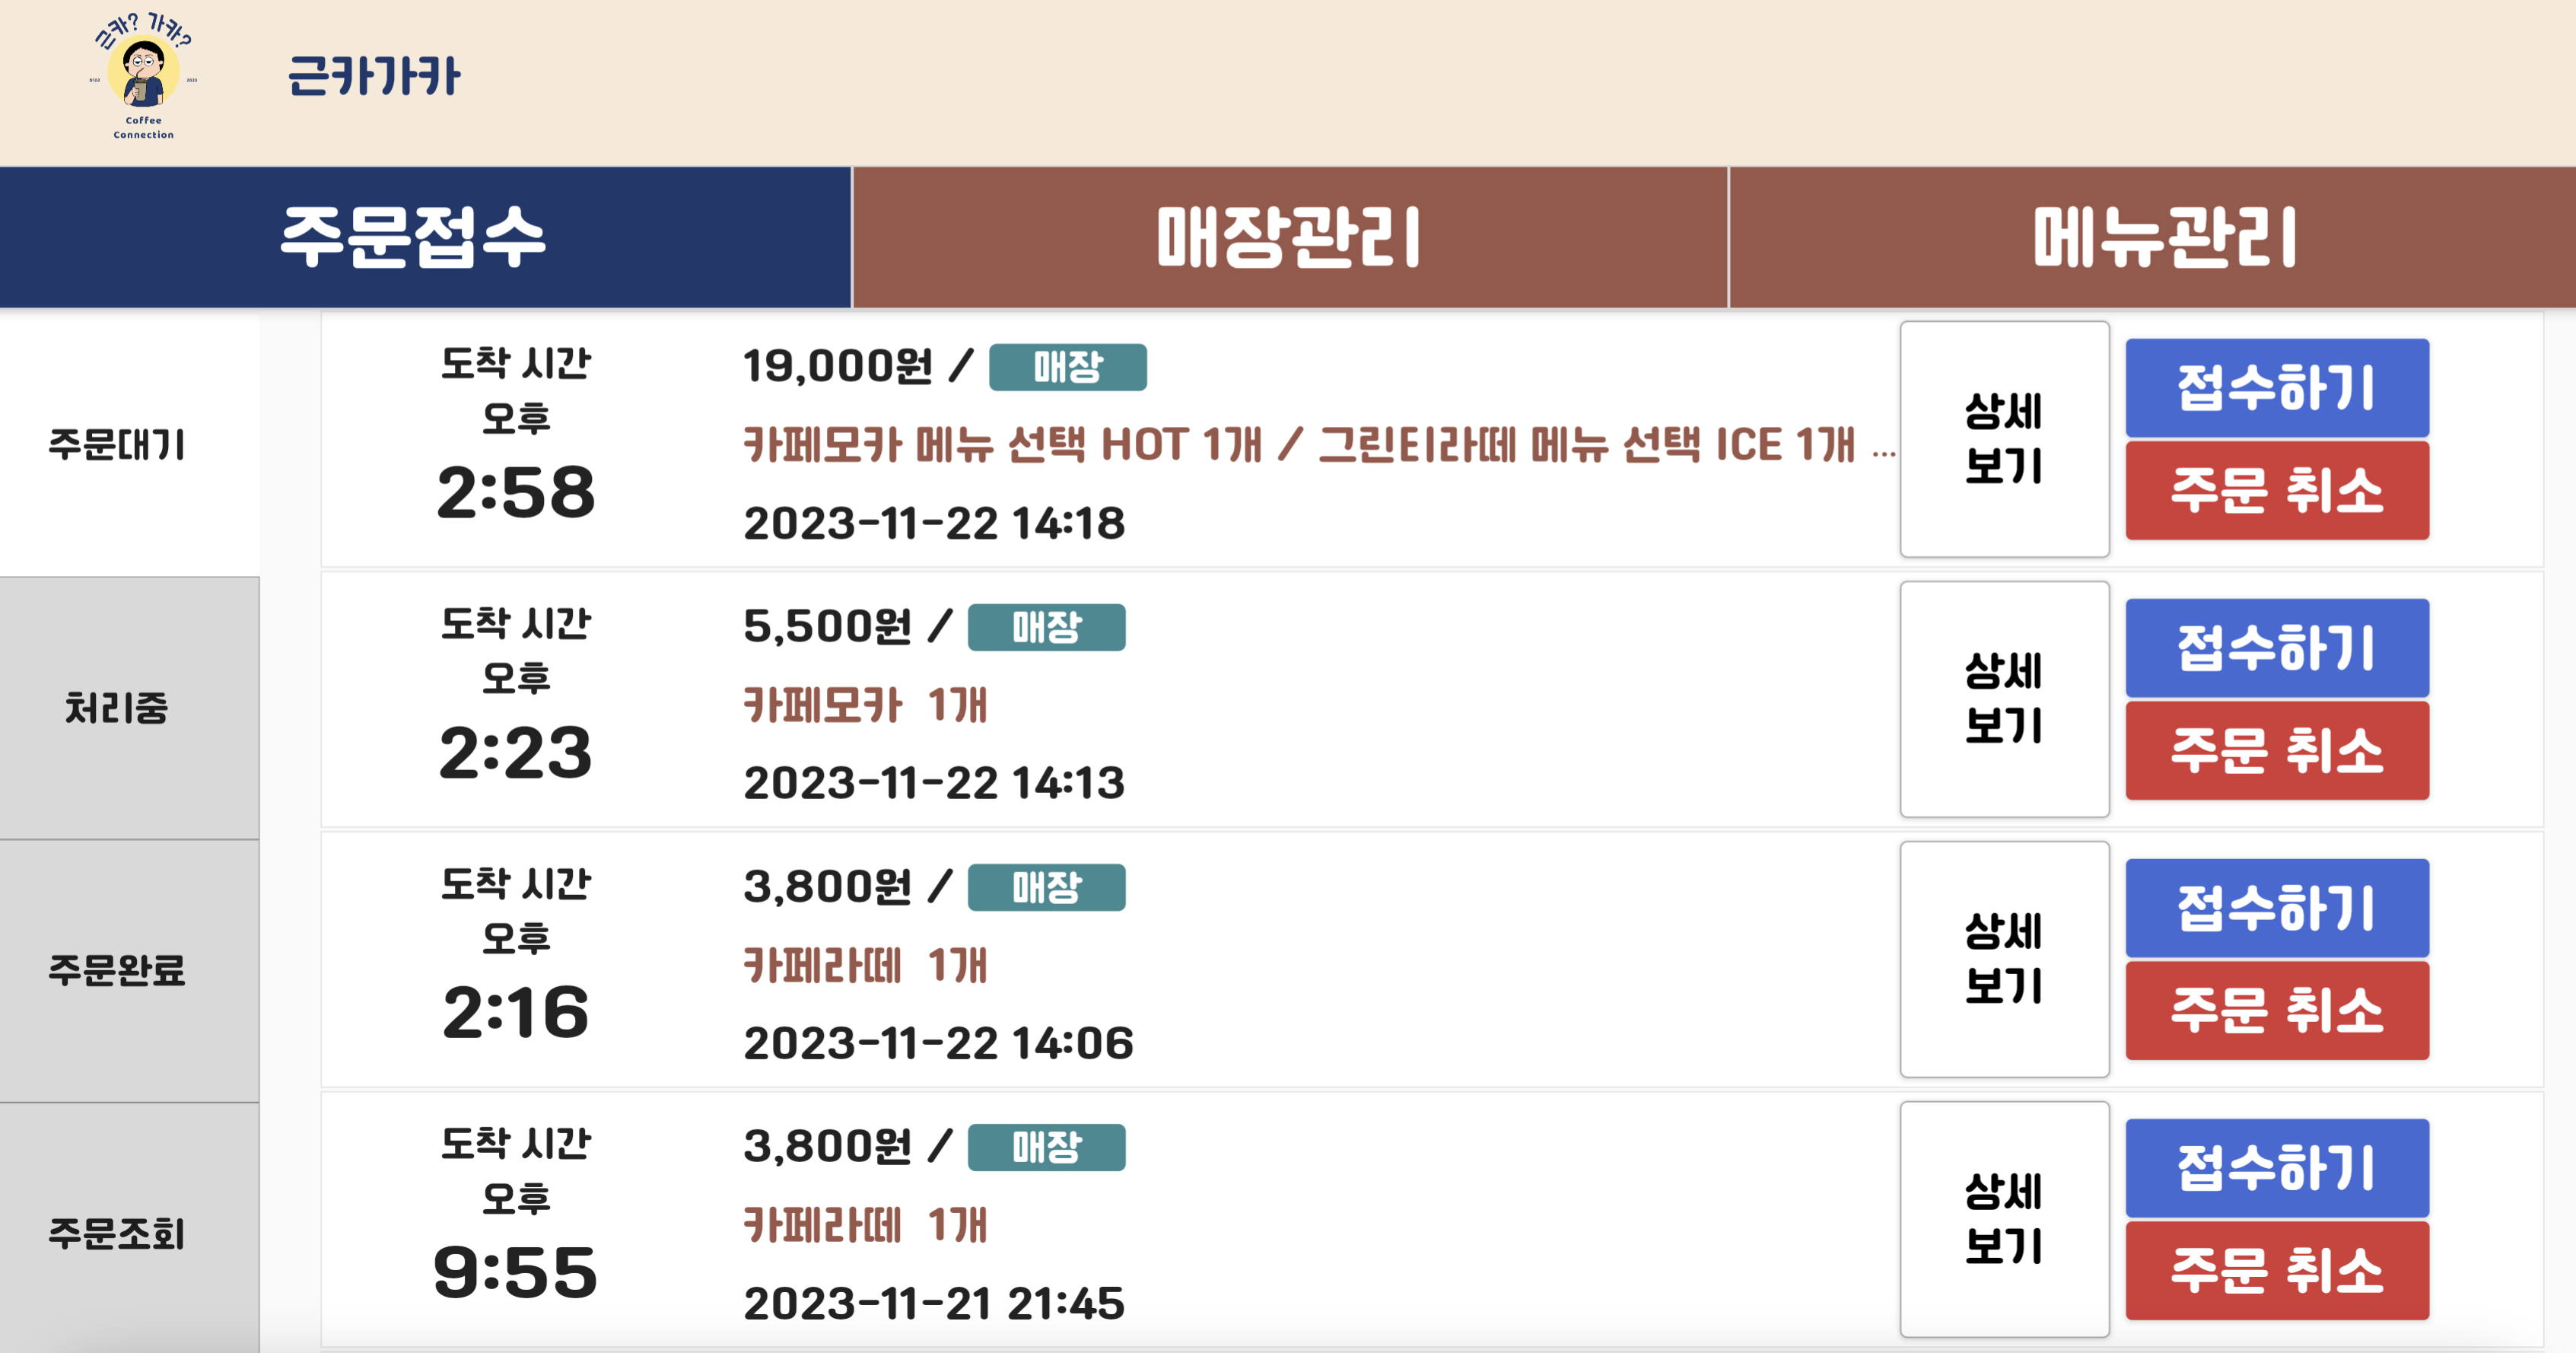 근카? 가카?
0102
2023
Coffee
Connection
근카가카
주문접수
매장관리
메뉴관리
주문대기
처리중
주문완료
주문조회
도착 시간
오후
2:58
19,000원 / 매장
카페모카 메뉴 선택 HOT 1개 / 그린티라떼 메뉴 선택 ICE 1개 ...
2023-11-22 14:18
상세
보기
접수하기
주문 취소
도착 시간
오후
2:23
5,500원 / 매장
카페모카 1개
2023-11-22 14:13
상세
보기
접수하기
주문 취소
도착 시간
오후
2:16
3,800원 / 매장
카페라떼 1개
2023-11-22 14:06
상세
보기
접수하기
주문 취소
도착 시간
오후
9:55
3,800원 / 매장
카페라떼 1개
2023-11-21 21:45
상세
보기
접수하기
주문 취소